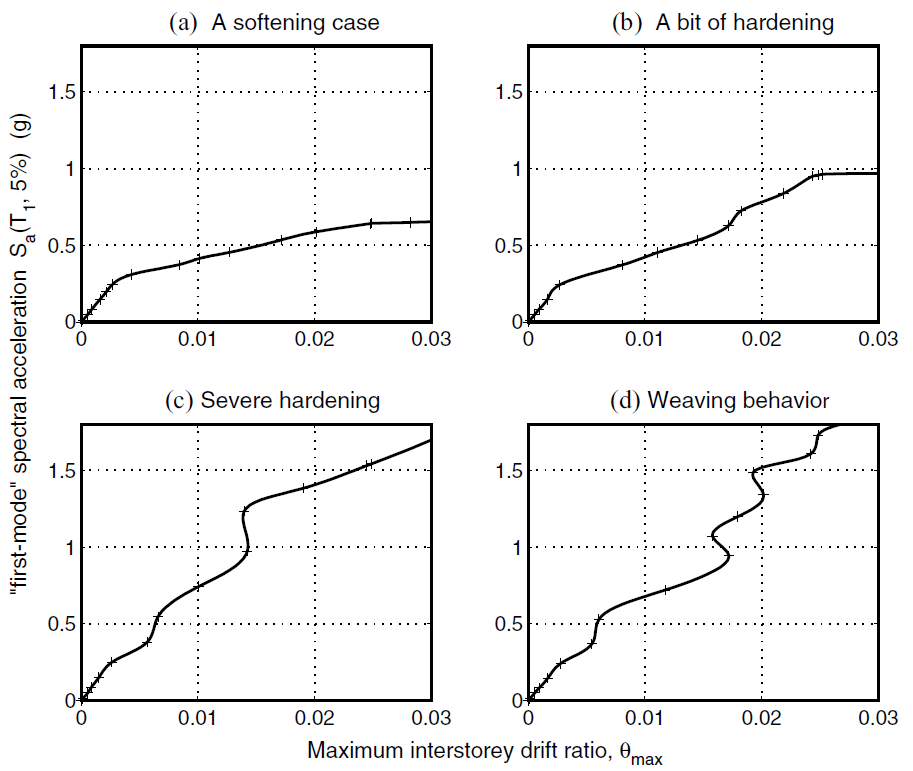 (a) A softening case
(b) A bit of hardening
"first-mode" spectral acceleration Sa(T1, 5%) (g)
1.5
1
0.5
0
0 0.01 0.02 0.03
1.5
1
0.5
0
0 0.01 0.02 0.03
(c) Severe hardening
(d) Weaving behavior
1.5
1
0.5
0
0 0.01 0.02 0.03
1.5
1
0.5
0
0 0.01 0.02 0.03
Maximum interstorey drift ratio, θmax